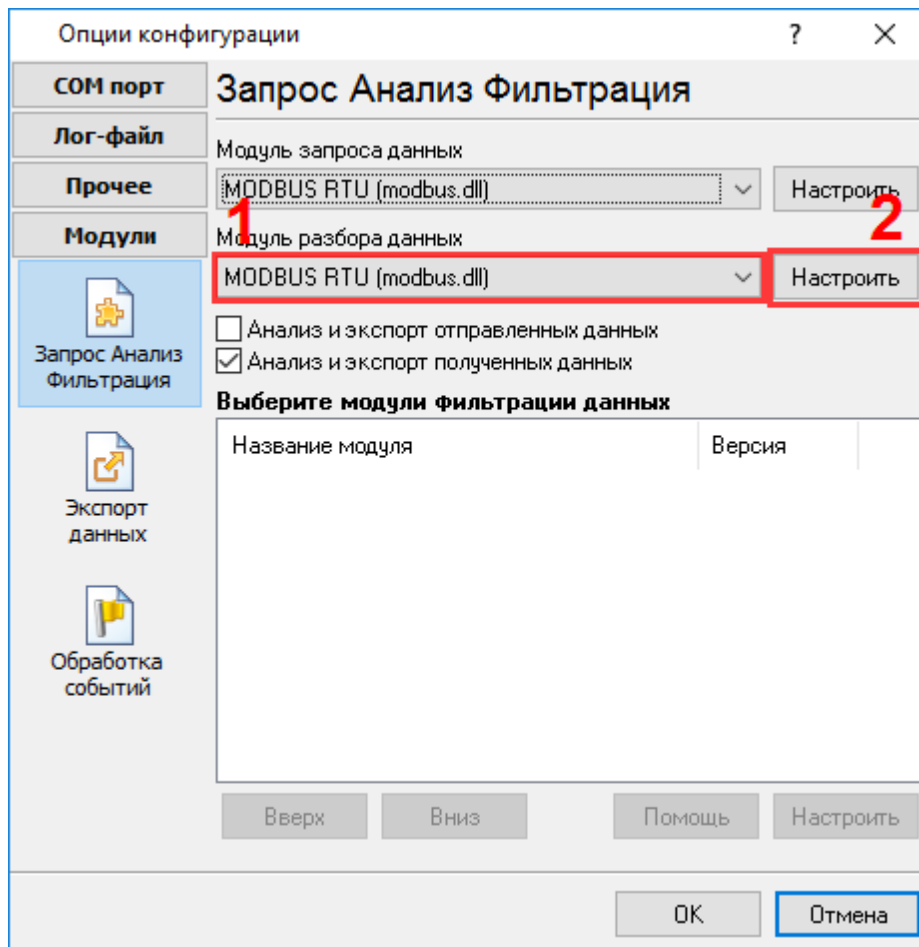 Опции конфигурации
?
COM порт
Лог-файл
Прочее
Модули
Запрос Анализ
Фильтрация
Экспорт
данных
Обработка
событий
Запрос Анализ Фильтрация
Модуль запроса данных
MODBUS RTU (modbus.dll)
Настроить
1
2
Модуль разбора данных
MODBUS RTU (modbus.dll)
Настроить
Анализ и экспорт отправленных данных
Анализ и экспорт полученных данных
Выберите модули фильтрации данных
Название модуля
Версия
Вверх
Вниз
Помощь
Настроить
OK
Отмена